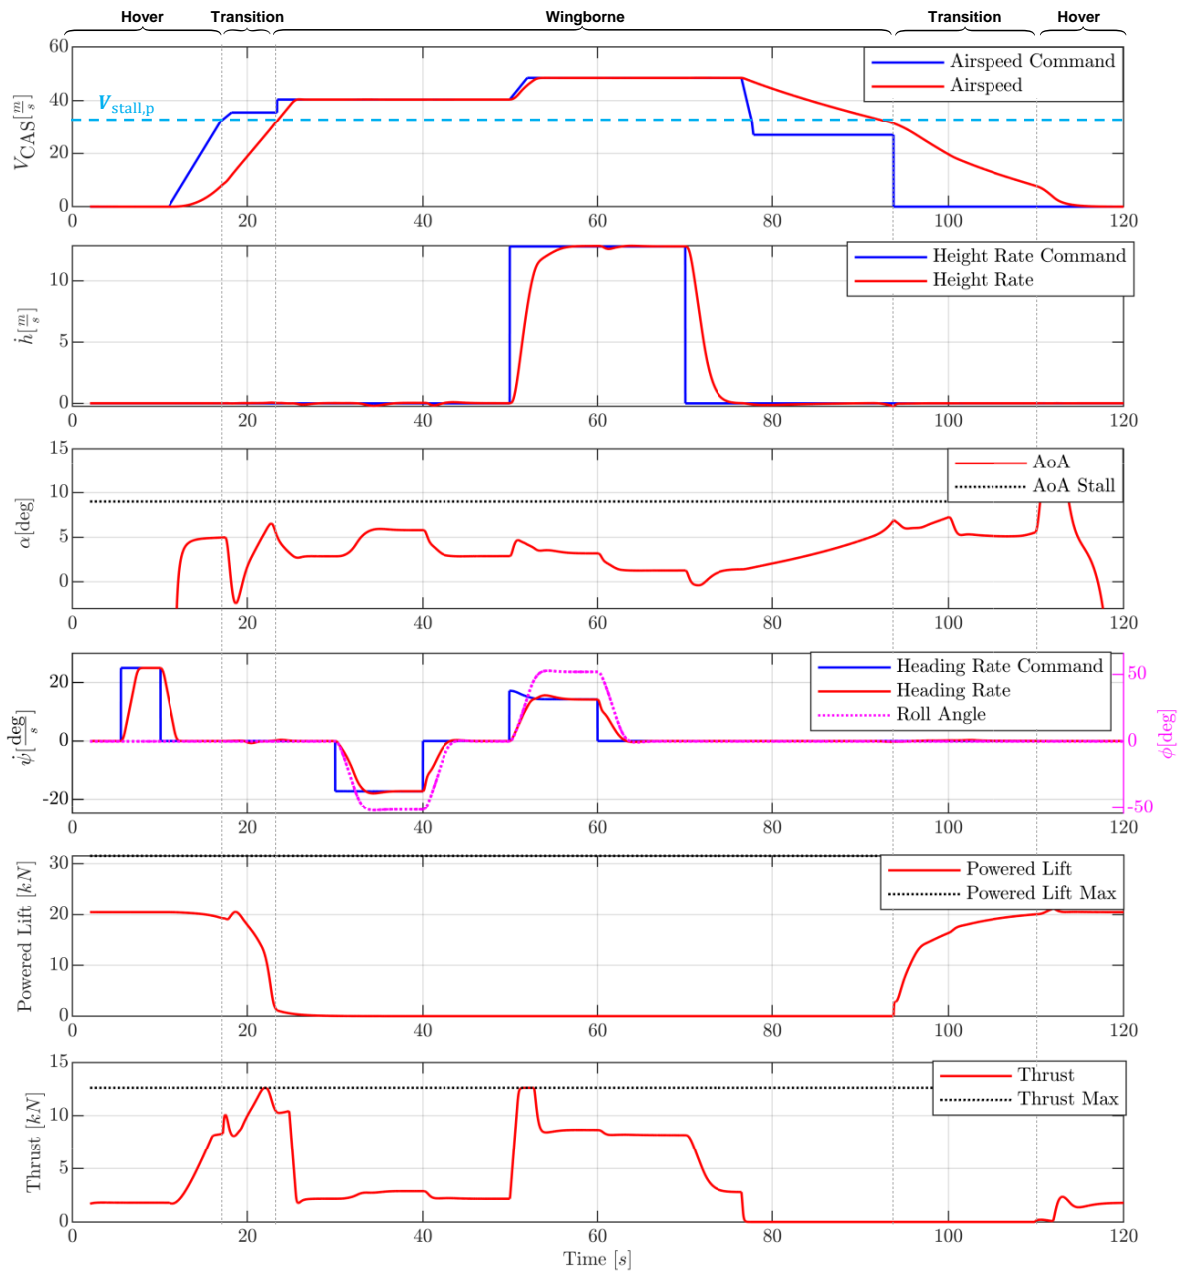 Hover Transition Wingborne Transition Hover
60
40
20
0
V_CAS[m/s]
V_stall,p
Airspeed Command
Airspeed
0 20 40 60 80 100 120
10
5
0
ḣ[m/s]
Height Rate Command
Height Rate
0 20 40 60 80 100 120
15
10
5
0
α[deg]
AoA
AoA Stall
0 20 40 60 80 100 120
20
0
-20
ψ̇[deg/s]
Heading Rate Command
Heading Rate
Roll Angle
50
0
-50
ϕ[deg]
0 20 40 60 80 100 120
30
20
10
0
Powered Lift [kN]
Powered Lift
Powered Lift Max
0 20 40 60 80 100 120
15
10
5
0
Thrust [kN]
Thrust
Thrust Max
0 20 40 60 80 100 120
Time [s]